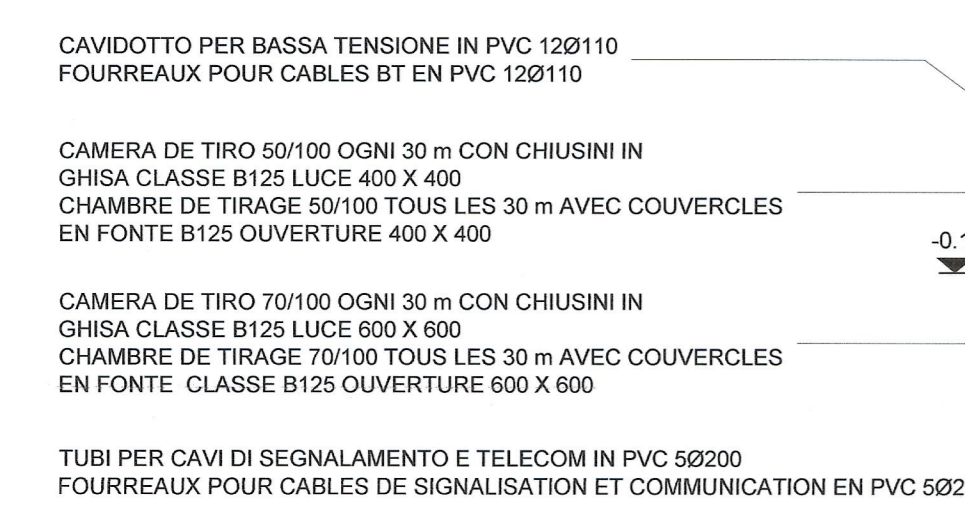 CAVIDOTTO PER BASSA TENSIONE IN PVC 12Ø110
FOURREAUX POUR CABLES BT EN PVC 12Ø110
CAMERA DE TIRO 50/100 OGNI 30 m CON CHIUSINI IN
GHISA CLASSE B125 LUCE 400 X 400
CHAMBRE DE TIRAGE 50/100 TOUS LES 30 m AVEC COUVERCLES
EN FONTE B125 OUVERTURE 400 X 400
-0.1
CAMERA DE TIRO 70/100 OGNI 30 m CON CHIUSINI IN
GHISA CLASSE B125 LUCE 600 X 600
CHAMBRE DE TIRAGE 70/100 TOUS LES 30 m AVEC COUVERCLES
EN FONTE CLASSE B125 OUVERTURE 600 X 600
TUBI PER CAVI DI SEGNALAMENTO E TELECOM IN PVC 5Ø200
FOURREAUX POUR CABLES DE SIGNALISATION ET COMMUNICATION EN PVC 5Ø2